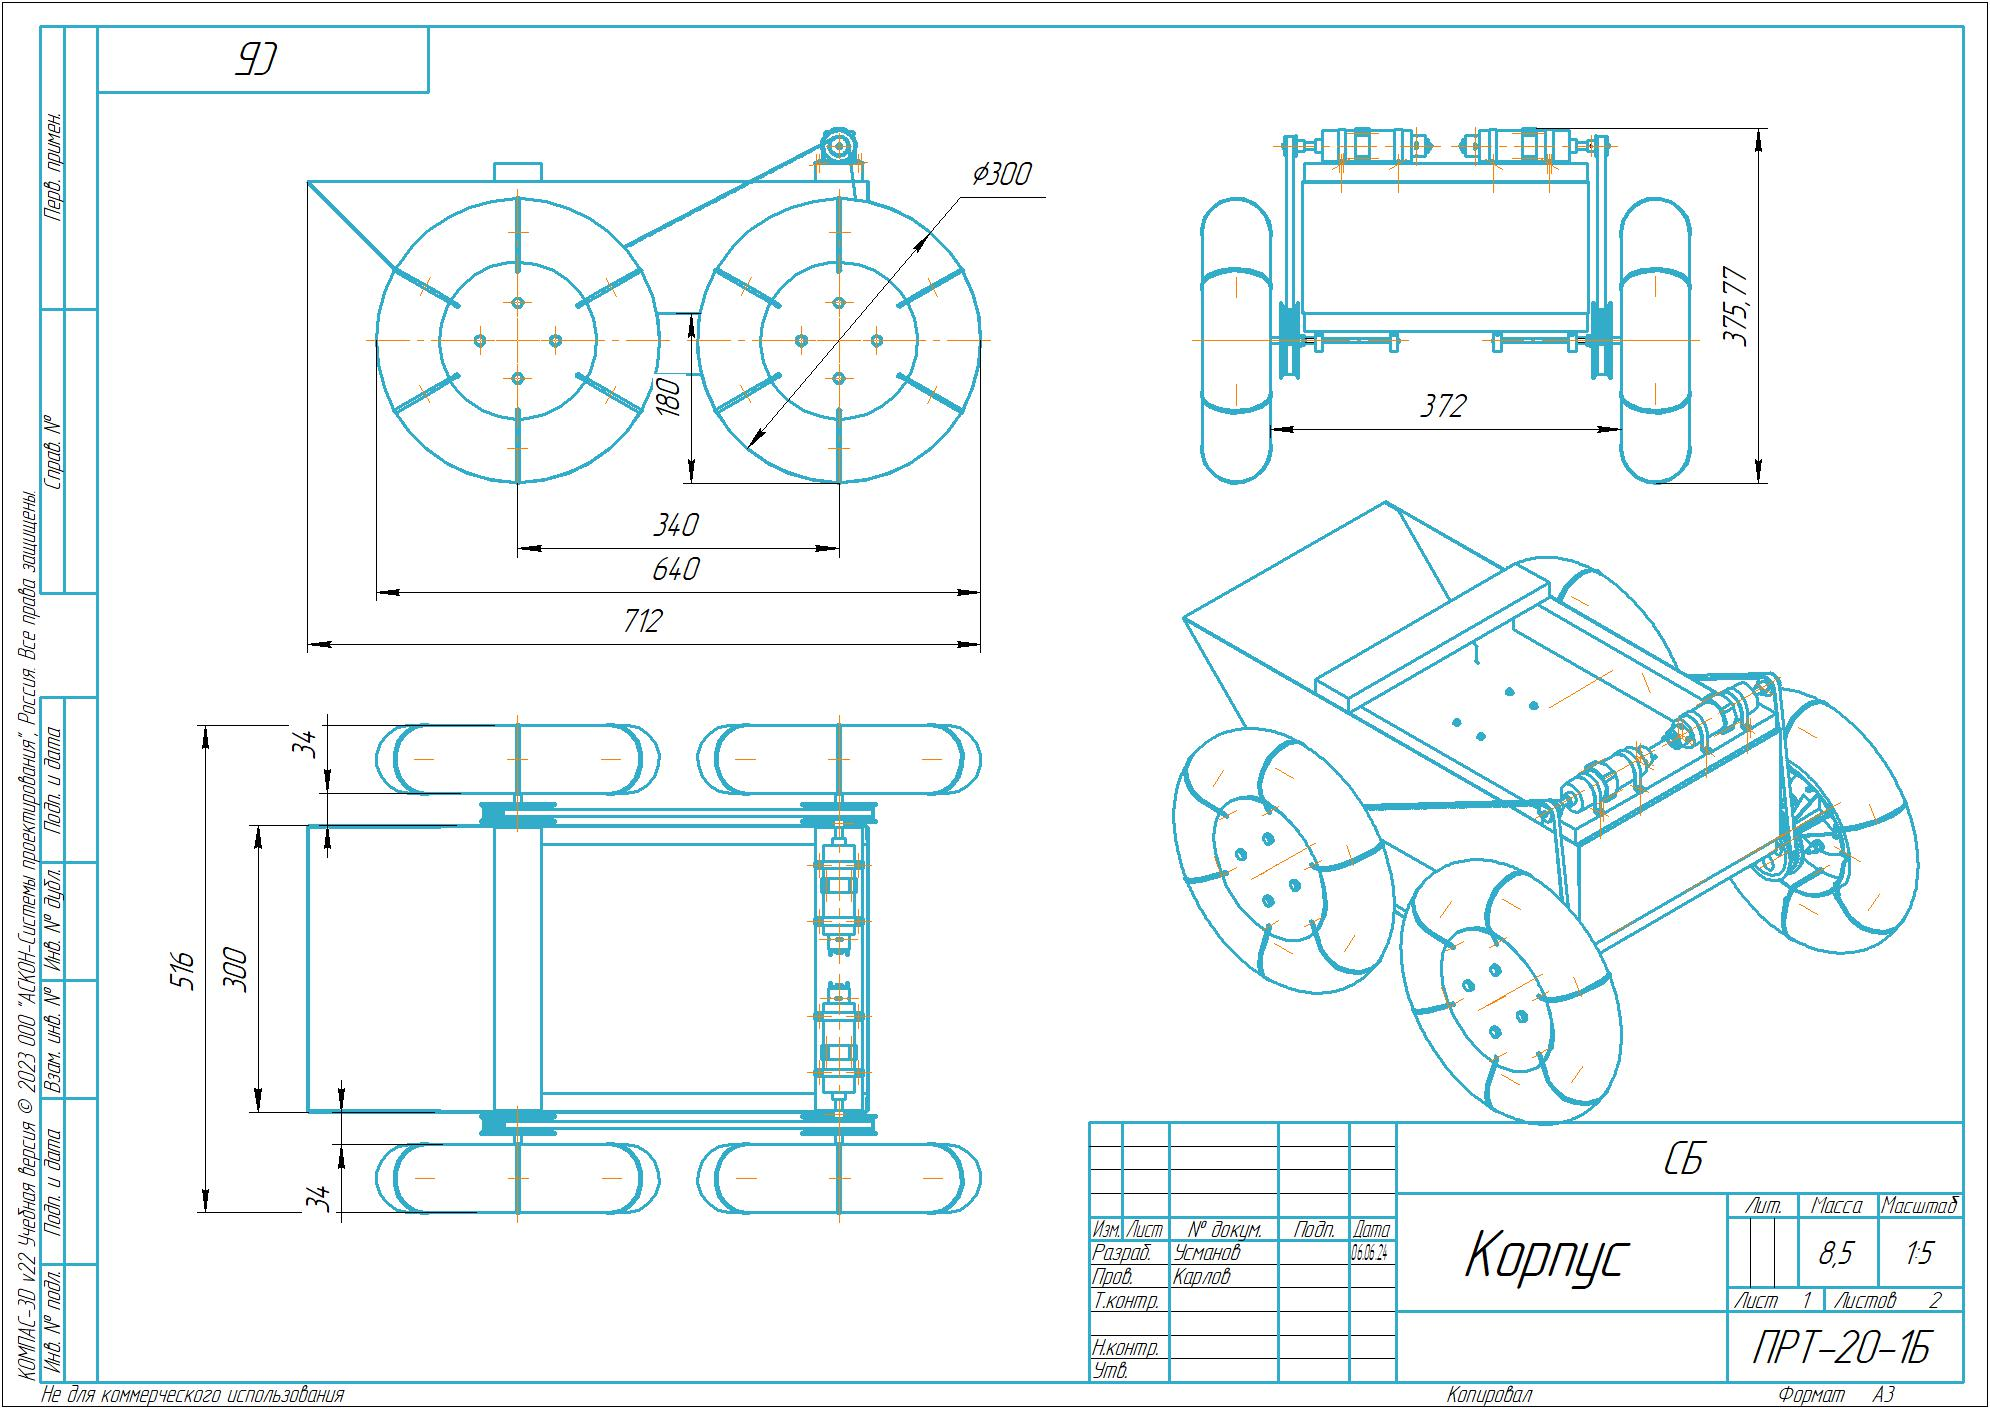 СБ
Перв. примен.
Справ. №
Подп. и дата
Инв. № дубл.
Взам. инв. №
Подп. и дата
Инв. № подл.
КОМПАС-3D v22 Учебная версия © 2023 ООО "АСКОН-Системы проектирования", Россия. Все права защищены.
Не для коммерческого использования
ϕ300
180
340
640
712
375,77
372
34
516
300
34
СБ
Корпус
Лит.
Масса
Масштаб
8,5
1:5
Лист 1
Листов 2
ПРТ-20-1Б
Изм. Лист № докум. Подп. Дата
Разраб. Усманов 06.06.24
Пров. Карлов
Т.контр.
Н.контр.
Утв.
Копировал
Формат А3